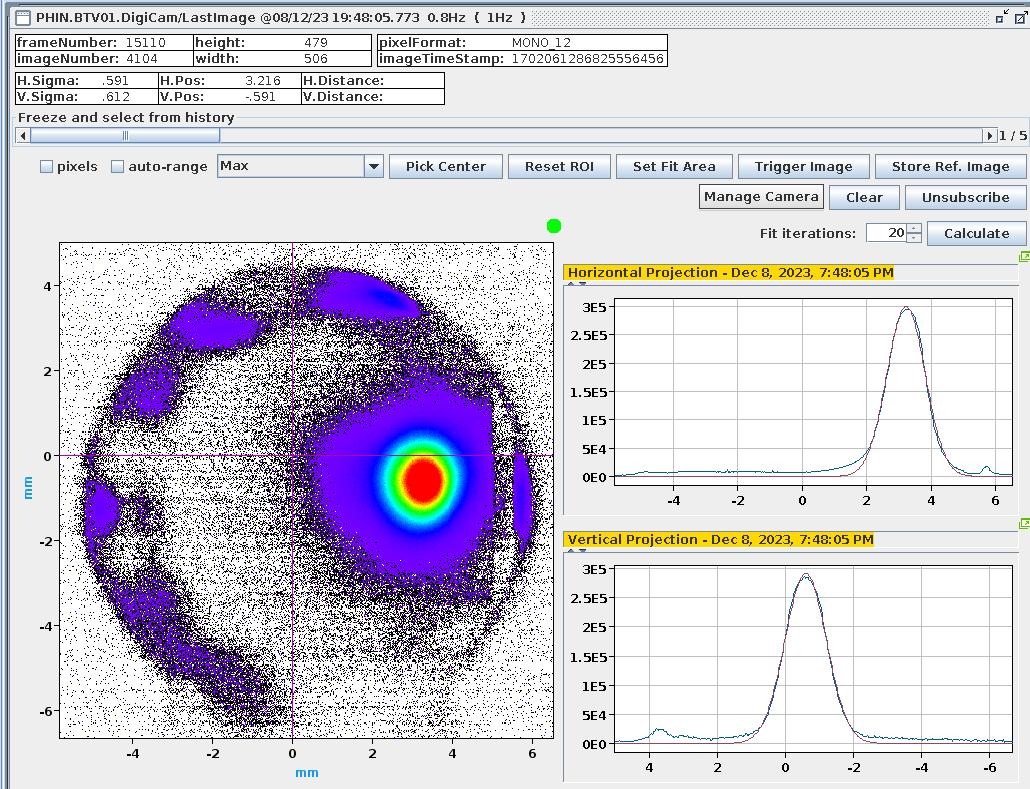 PHIN.BTV01.DigiCam/LastImage @08/12/23 19:48:05.773 0.8Hz ( 1Hz )
frameNumber: 15110 height: 479 pixelFormat: MONO_12
imageNumber: 4104 width: 506 imageTimeStamp: 1702061286825556456
H.Sigma: .591 H.Pos: 3.216 H.Distance:
V.Sigma: .612 V.Pos: -.591 V.Distance:
Freeze and select from history
1 / 5
pixels auto-range Max Pick Center Reset ROI Set Fit Area Trigger Image Store Ref. Image
Manage Camera Clear Unsubscribe
Fit iterations: 20 Calculate
4
2
0
-2
-4
-6
mm
-4 -2 0 2 4 6
mm
Horizontal Projection - Dec 8, 2023, 7:48:05 PM
3E5
2.5E5
2E5
1.5E5
1E5
5E4
0E0
-4 -2 0 2 4 6
Vertical Projection - Dec 8, 2023, 7:48:05 PM
3E5
2.5E5
2E5
1.5E5
1E5
5E4
0E0
4 2 0 -2 -4 -6